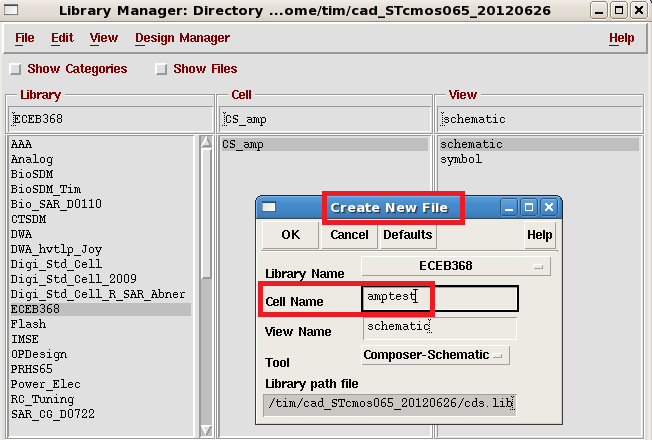 Library Manager: Directory ...ome/tim/cad_STcmos065_20120626
File Edit View Design Manager Help
Show Categories Show Files
Library Cell View
ECEB368 CS_amp schematic
AAA CS_amp schematic
Analog symbol
BioSDM
BioSDM_Tim
Bio_SAR_D0110
CTSDM
DWA
DWA_hvtlp_Joy
Digi_Std_Cell
Digi_Std_Cell_2009
Digi_Std_Cell_R_SAR_Abner
ECEB368
Flash
IMSE
OPDesign
PRHS65
Power_Elec
RC_Tuning
SAR_CG_D0722
Create New File
OK Cancel Defaults Help
Library Name ECEB368
Cell Name amptest
View Name schematic
Tool Composer-Schematic
Library path file
/tim/cad_STcmos065_20120626/cds.lib